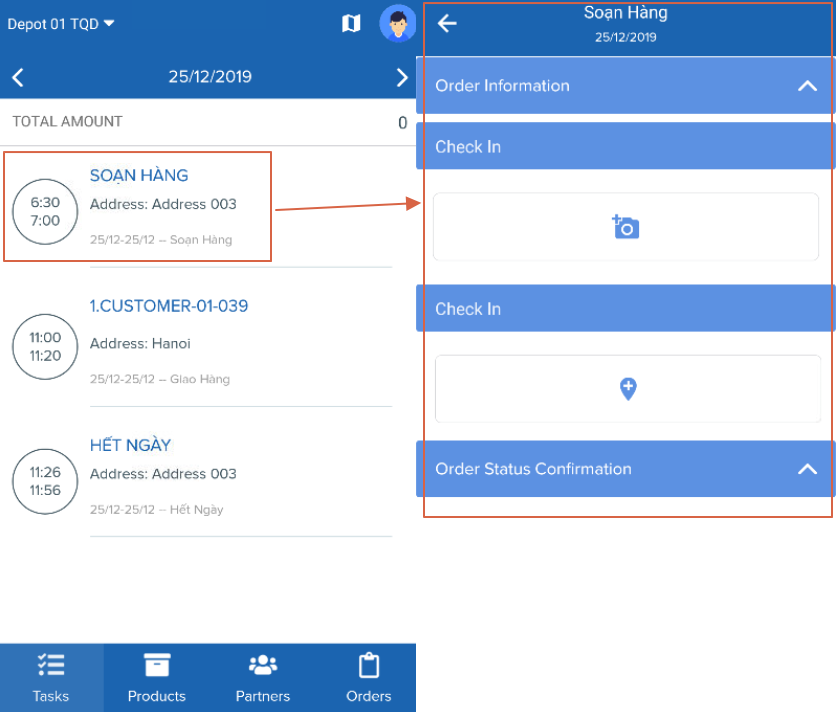 Depot 01 TQD
25/12/2019
TOTAL AMOUNT 0
6:30
7:00
SOẠN HÀNG
Address: Address 003
25/12-25/12 – Soạn Hàng
11:00
11:20
1.CUSTOMER-01-039
Address: Hanoi
25/12-25/12 – Giao Hàng
11:26
11:56
HẾT NGÀY
Address: Address 003
25/12-25/12 – Hết Ngày
Tasks
Products
Partners
Orders
Soạn Hàng
25/12/2019
Order Information
Check In
Check In
Order Status Confirmation